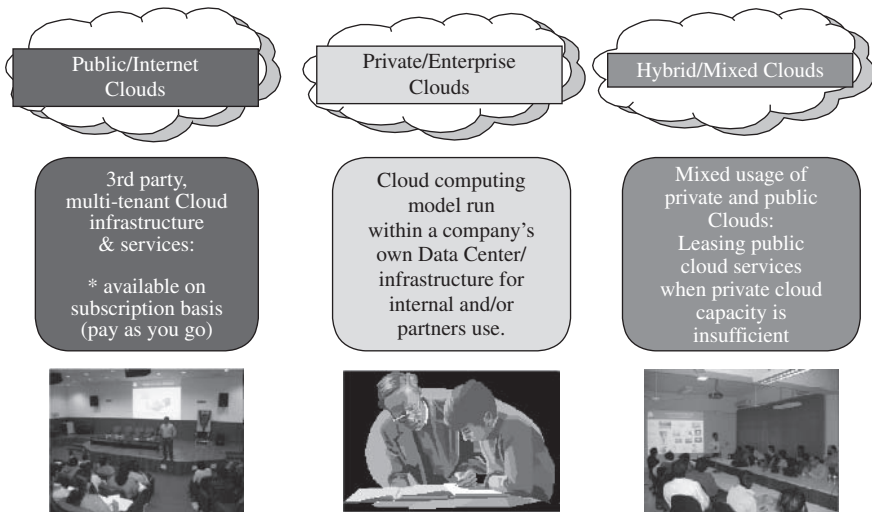 Public/Internet
Clouds
Private/Enterprise
Clouds
Hybrid/Mixed Clouds
3rd party,
multi-tenant Cloud
infrastructure
& services:
* available on
subscription basis
(pay as you go)
Cloud computing
model run
within a company’s
own Data Center/
infrastructure for
internal and/or
partners use.
Mixed usage of
private and public
Clouds:
Leasing public
cloud services
when private cloud
capacity is
insufficient